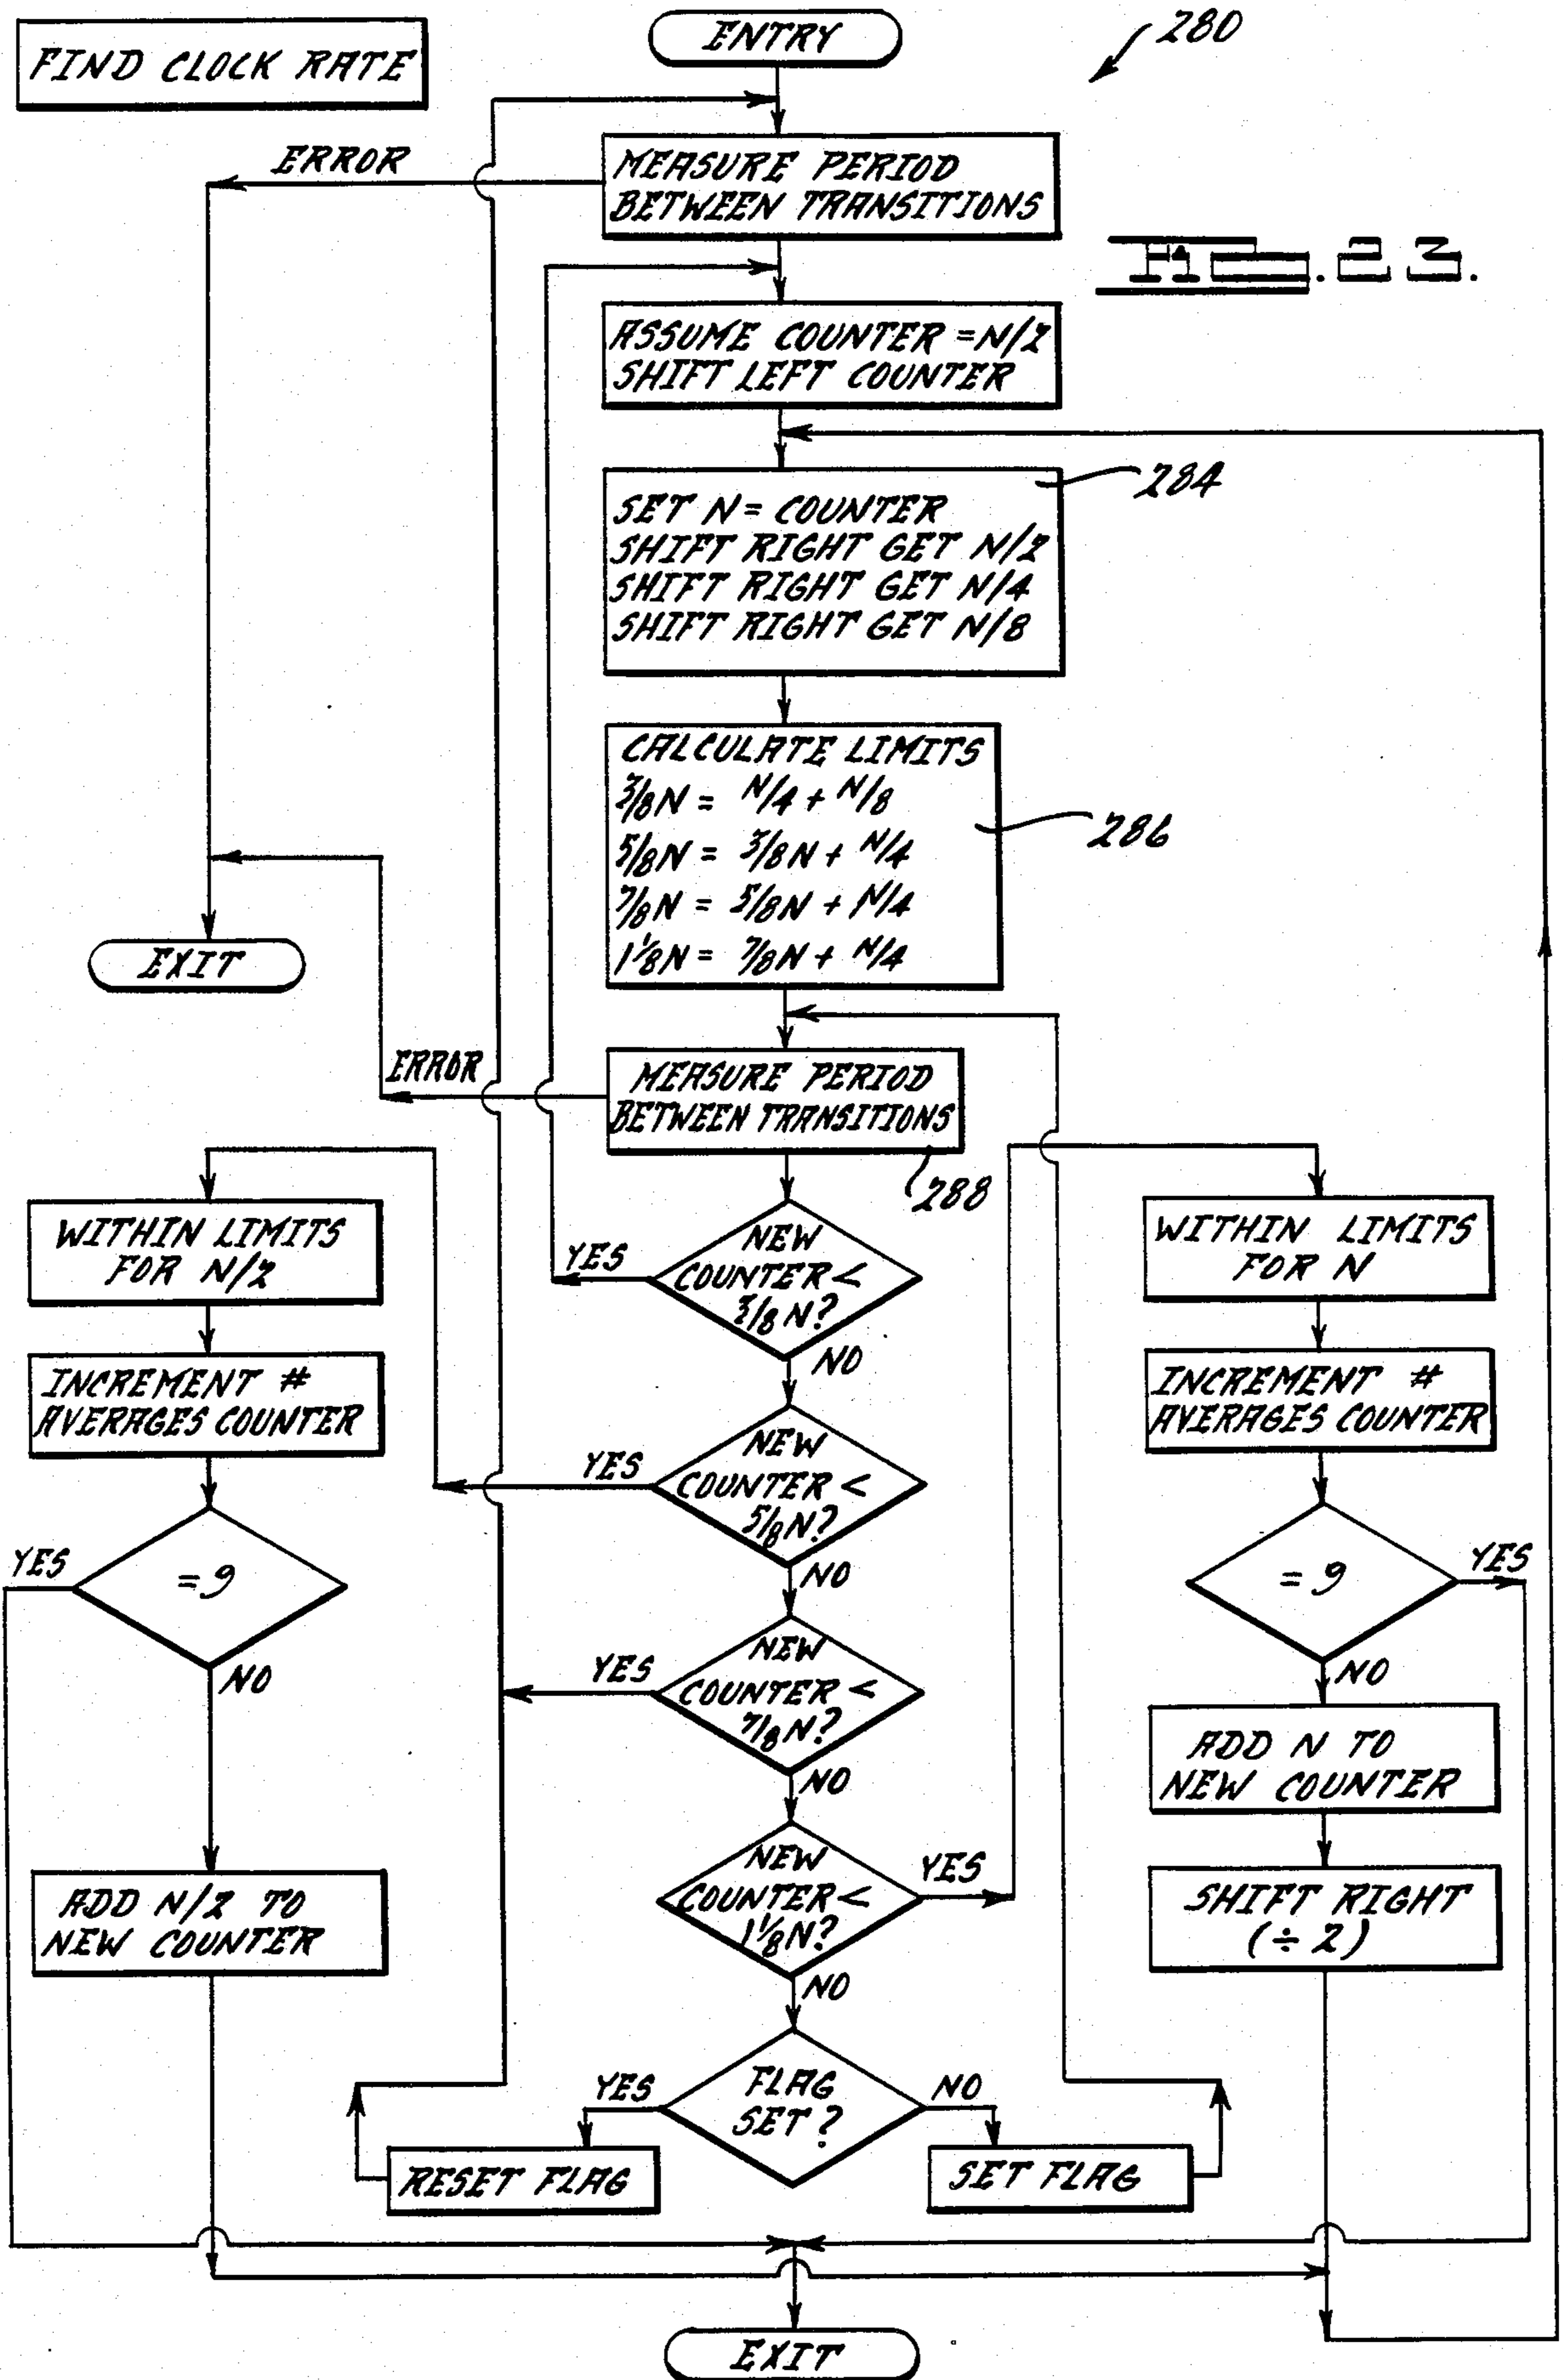 FIND CLOCK RATE
ENTRY
280
ERROR
MEASURE PERIOD
BETWEEN TRANSITIONS
FIG. 23.
ASSUME COUNTER = N/2
SHIFT LEFT COUNTER
284
SET N = COUNTER
SHIFT RIGHT GET N/2
SHIFT RIGHT GET N/4
SHIFT RIGHT GET N/8
CALCULATE LIMITS
3/8N = N/4 + N/8
5/8N = 3/8N + N/4
7/8N = 5/8N + N/4
1 1/8N = 7/8N + N/4
286
EXIT
ERROR
MEASURE PERIOD
BETWEEN TRANSITIONS
288
WITHIN LIMITS
FOR N/2
YES
NEW
COUNTER <
3/8 N?
NO
WITHIN LIMITS
FOR N
INCREMENT #
AVERAGES COUNTER
YES
NEW
COUNTER <
5/8 N?
NO
INCREMENT #
AVERAGES COUNTER
YES
= 9
NO
YES
NEW
COUNTER <
7/8 N?
NO
= 9
YES
NO
ADD N TO
NEW COUNTER
ADD N/2 TO
NEW COUNTER
NEW
COUNTER <
1 1/8 N?
YES
NO
SHIFT RIGHT
(÷ 2)
YES
FLAG
SET?
NO
RESET FLAG
SET FLAG
EXIT